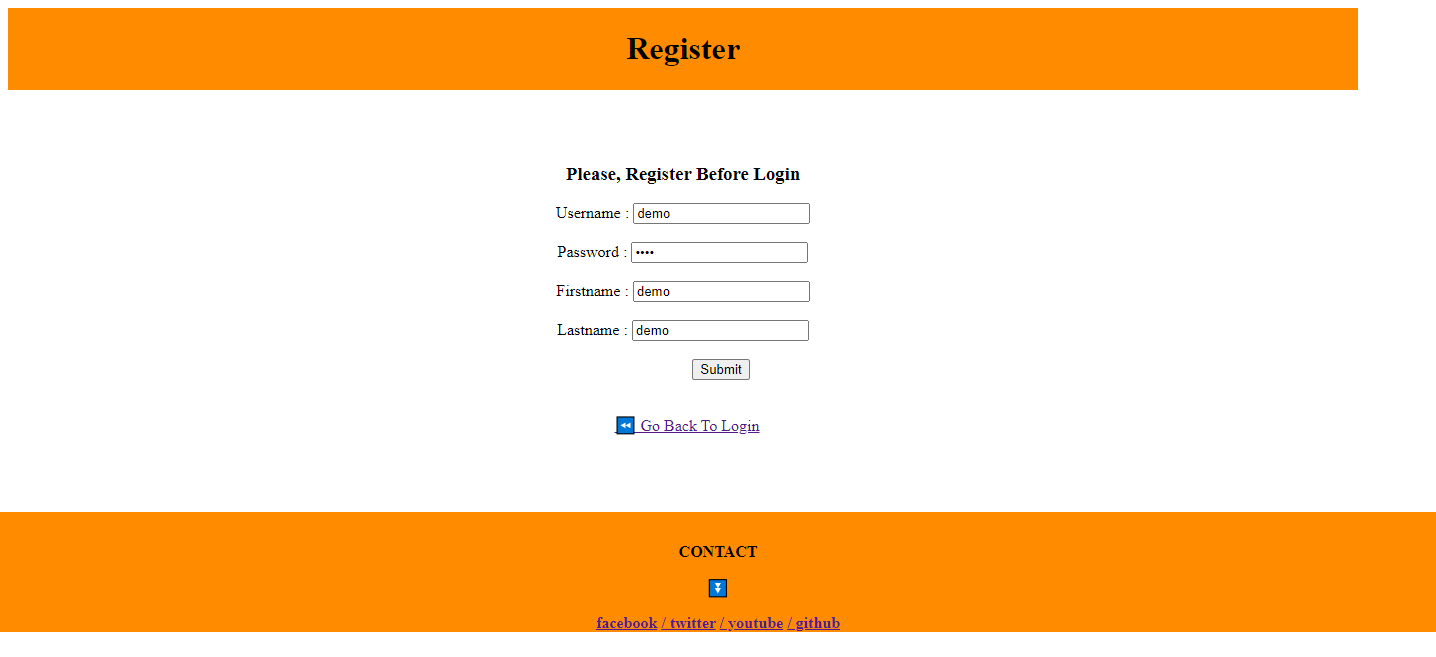 Register
Please, Register Before Login
Username : demo
Password : ••••
Firstname : demo
Lastname : demo
Submit
⏪ Go Back To Login
CONTACT
⏬
facebook / twitter / youtube / github